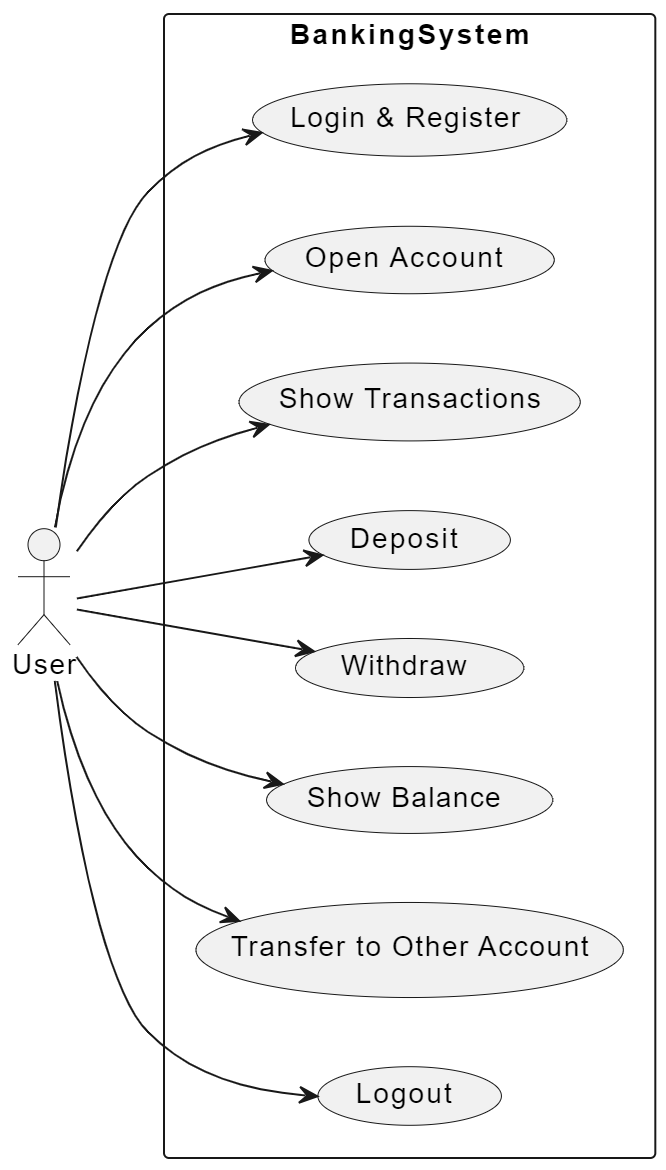 BankingSystem
Login & Register
Open Account
Show Transactions
Deposit
Withdraw
User
Show Balance
Transfer to Other Account
Logout